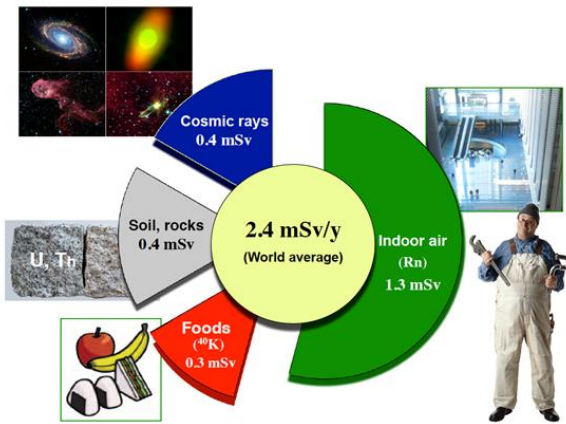 Cosmic rays
0.4 mSv
Soil, rocks
0.4 mSv
U, Th
2.4 mSv/y
(World average)
Indoor air
(Rn)
1.3 mSv
Foods
(⁴⁰K)
0.3 mSv